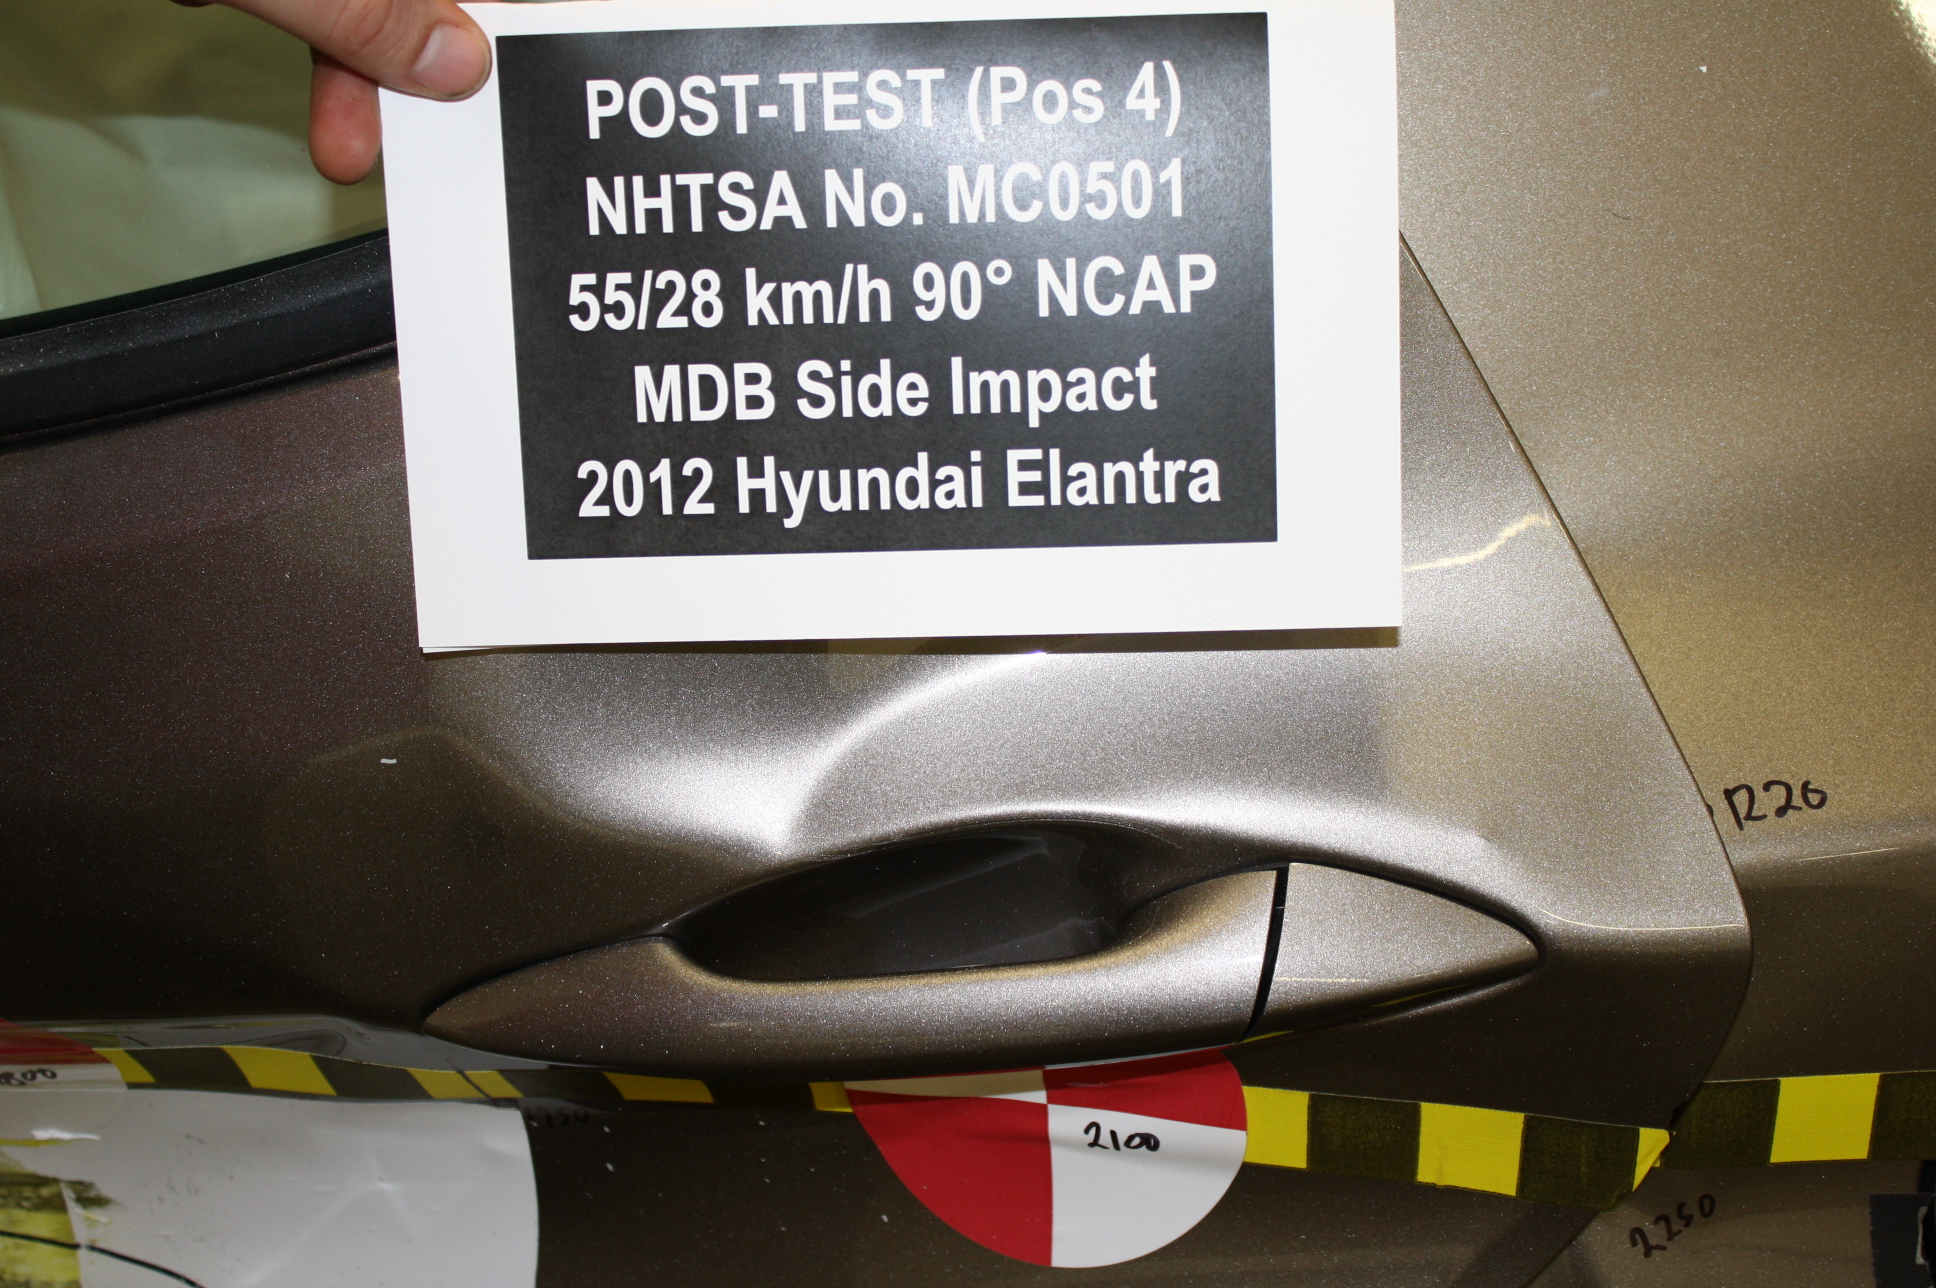 POST-TEST (Pos 4)
NHTSA No. MC0501
55/28 km/h 90° NCAP
MDB Side Impact
2012 Hyundai Elantra
R26
2100
2250